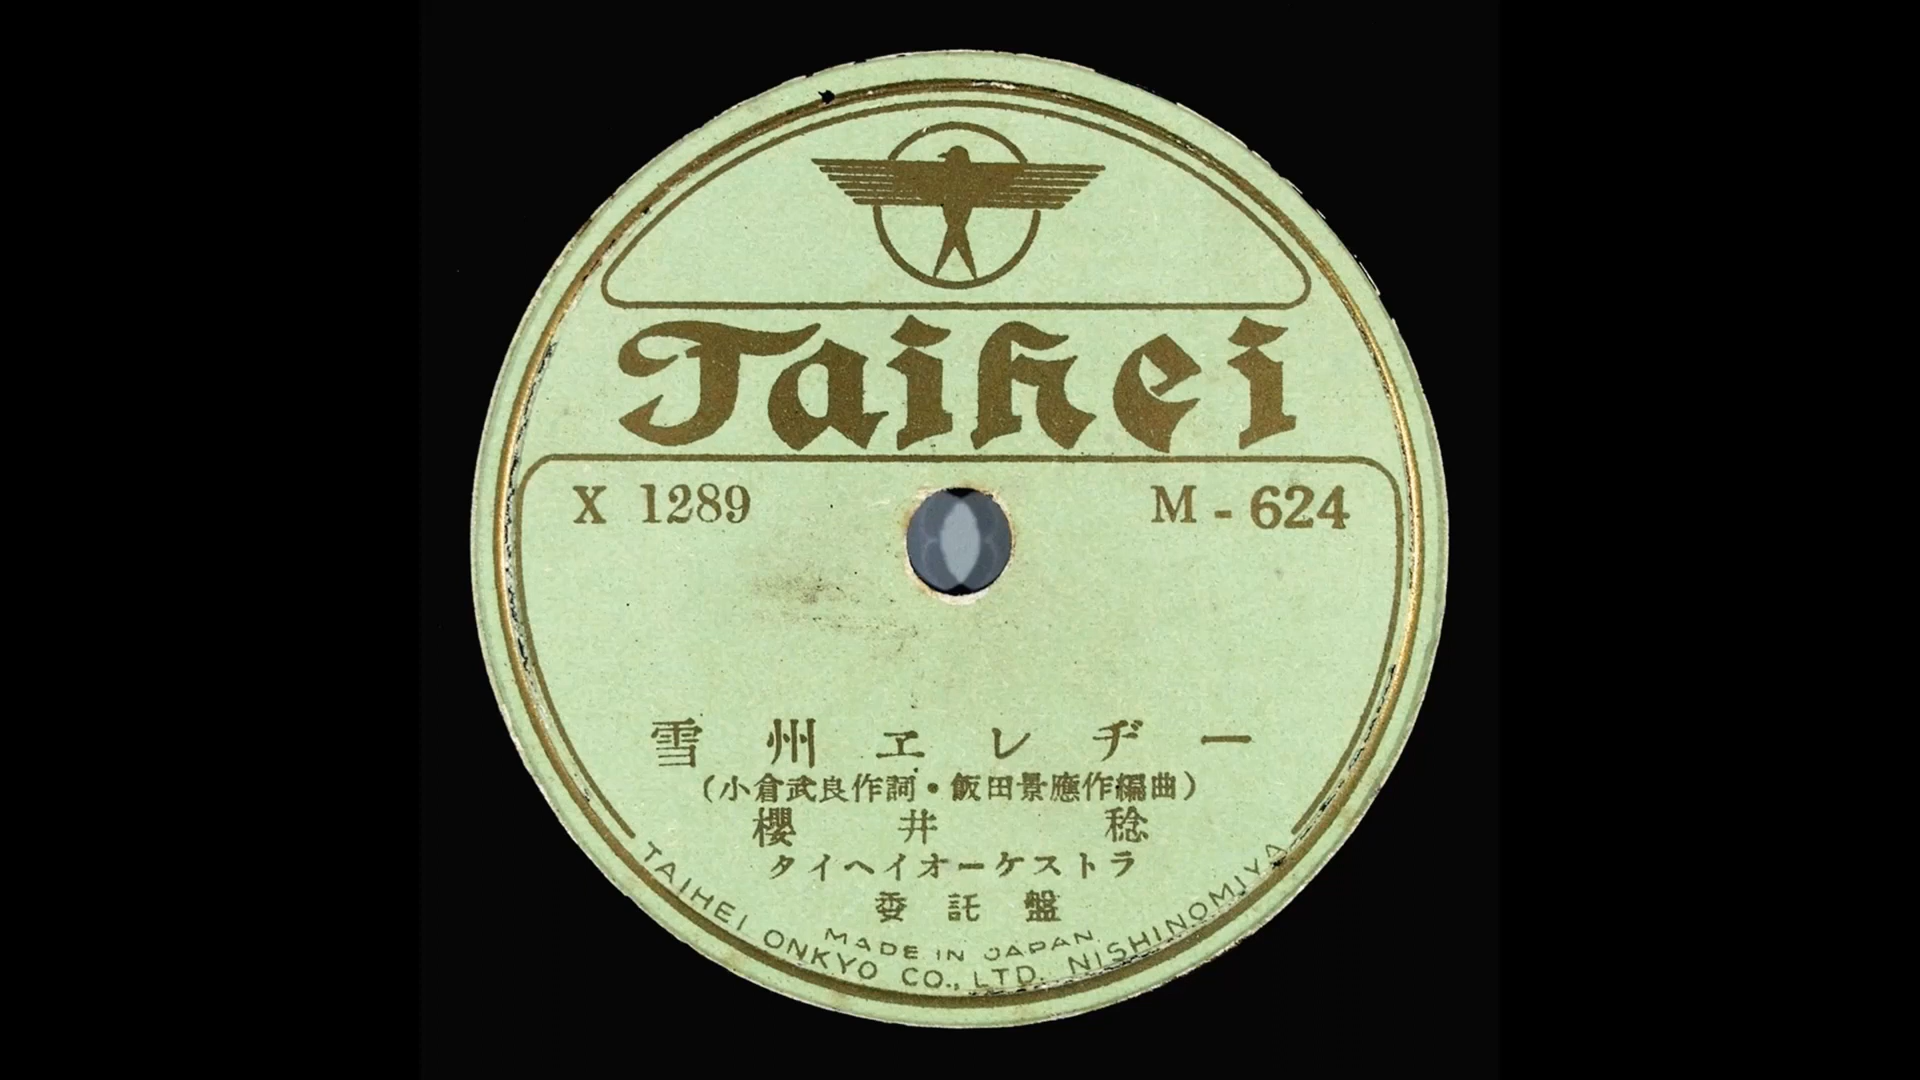 Taihei
X 1289
M - 624
雪州ヱレヂー
(小倉武良作詞・飯田景應作編曲)
櫻井稔
タイヘイオーケストラ
委託盤
MADE IN JAPAN
TAIHEI ONKYO CO., LTD. NISHINOMIYA